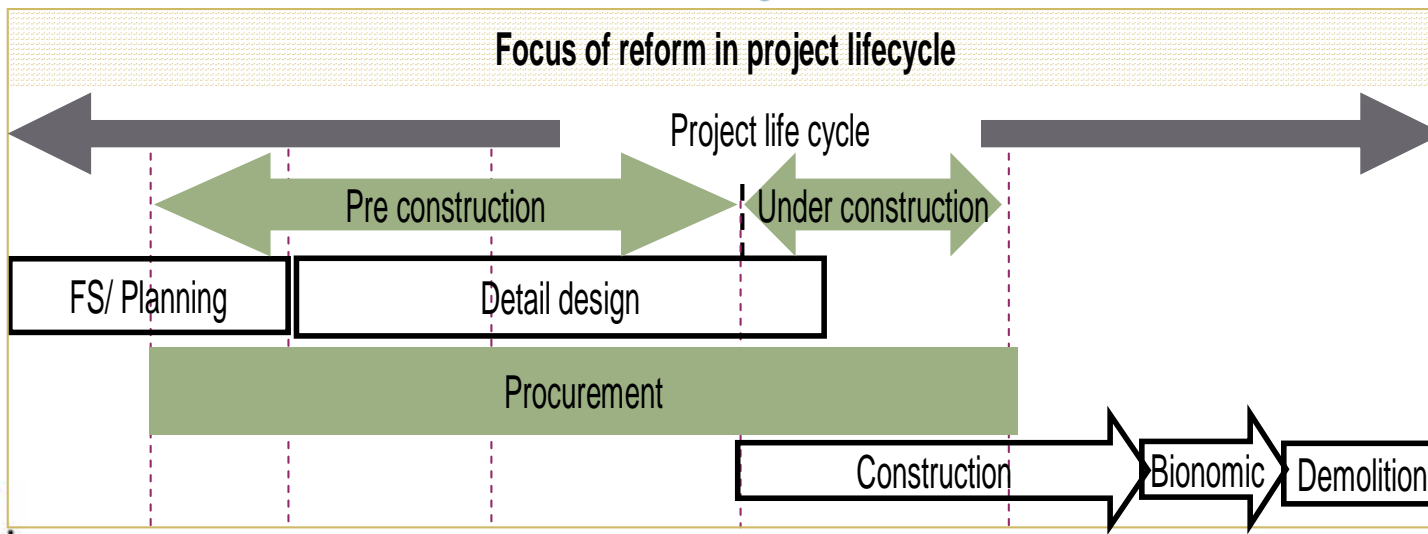 Focus of reform in project lifecycle
Project life cycle
Pre construction
Under construction
FS/ Planning
Detail design
Procurement
Construction
Bionomic
Demolition